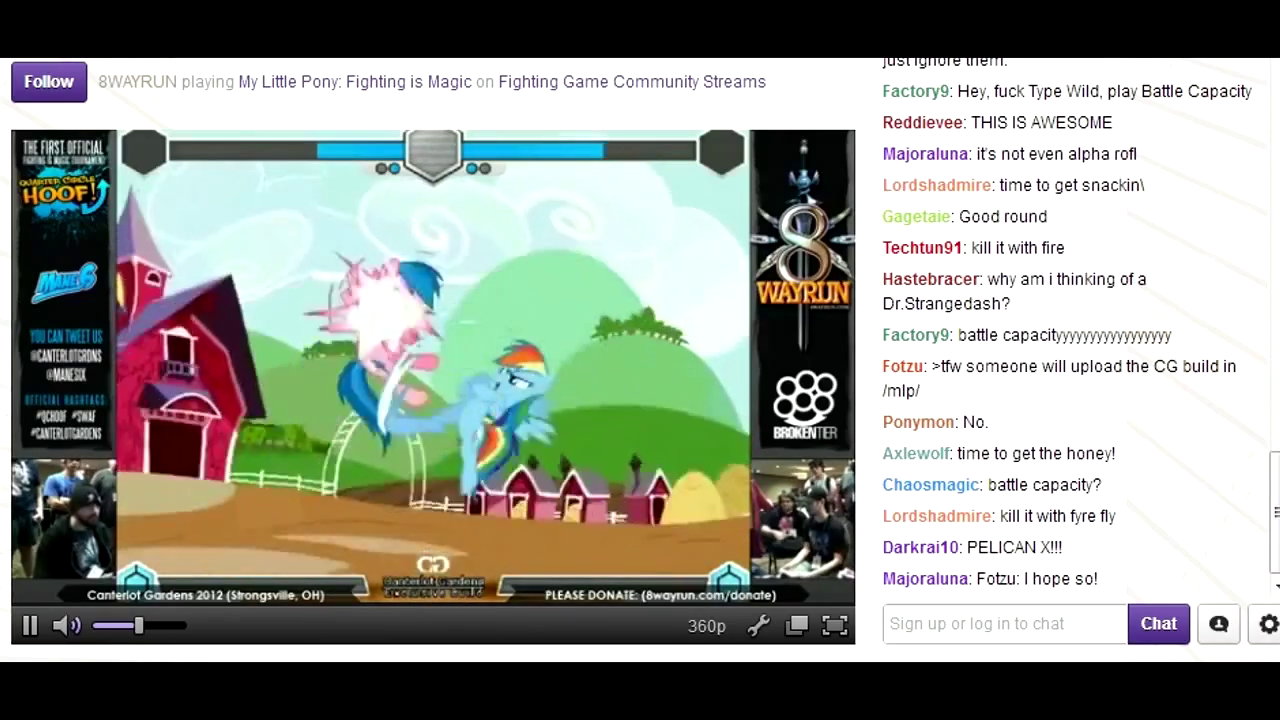 Follow 8WAYRUN playing My Little Pony: Fighting is Magic on Fighting Game Community Streams
THE FIRST OFFICIAL
FIGHTING IS MAGIC TOURNAMENT
QUARTER CIRCLE
HOOF!
MANE6
YOU CAN TWEET US
@CANTERLOTGRDNS
@MANESIX
OFFICIAL HASHTAGS
#QCHOOF #SWAF
#CANTERLOTGARDENS
8
WAYRUN
BROKENTIER
CG
Canterlot Gardens
Exclusive Build
Canterlot Gardens 2012 (Strongsville, OH)
PLEASE DONATE: (8wayrun.com/donate)
360p
just ignore them.
Factory9: Hey, fuck Type Wild, play Battle Capacity
Reddievee: THIS IS AWESOME
Majoraluna: it's not even alpha rofl
Lordshadmire: time to get snackin\
Gagetaie: Good round
Techtun91: kill it with fire
Hastebracer: why am i thinking of a
Dr.Strangedash?
Factory9: battle capacityyyyyyyyyyyyyyyyy
Fotzu: >tfw someone will upload the CG build in
/mlp/
Ponymon: No.
Axlewolf: time to get the honey!
Chaosmagic: battle capacity?
Lordshadmire: kill it with fyre fly
Darkrai10: PELICAN X!!!
Majoraluna: Fotzu: I hope so!
Sign up or log in to chat
Chat